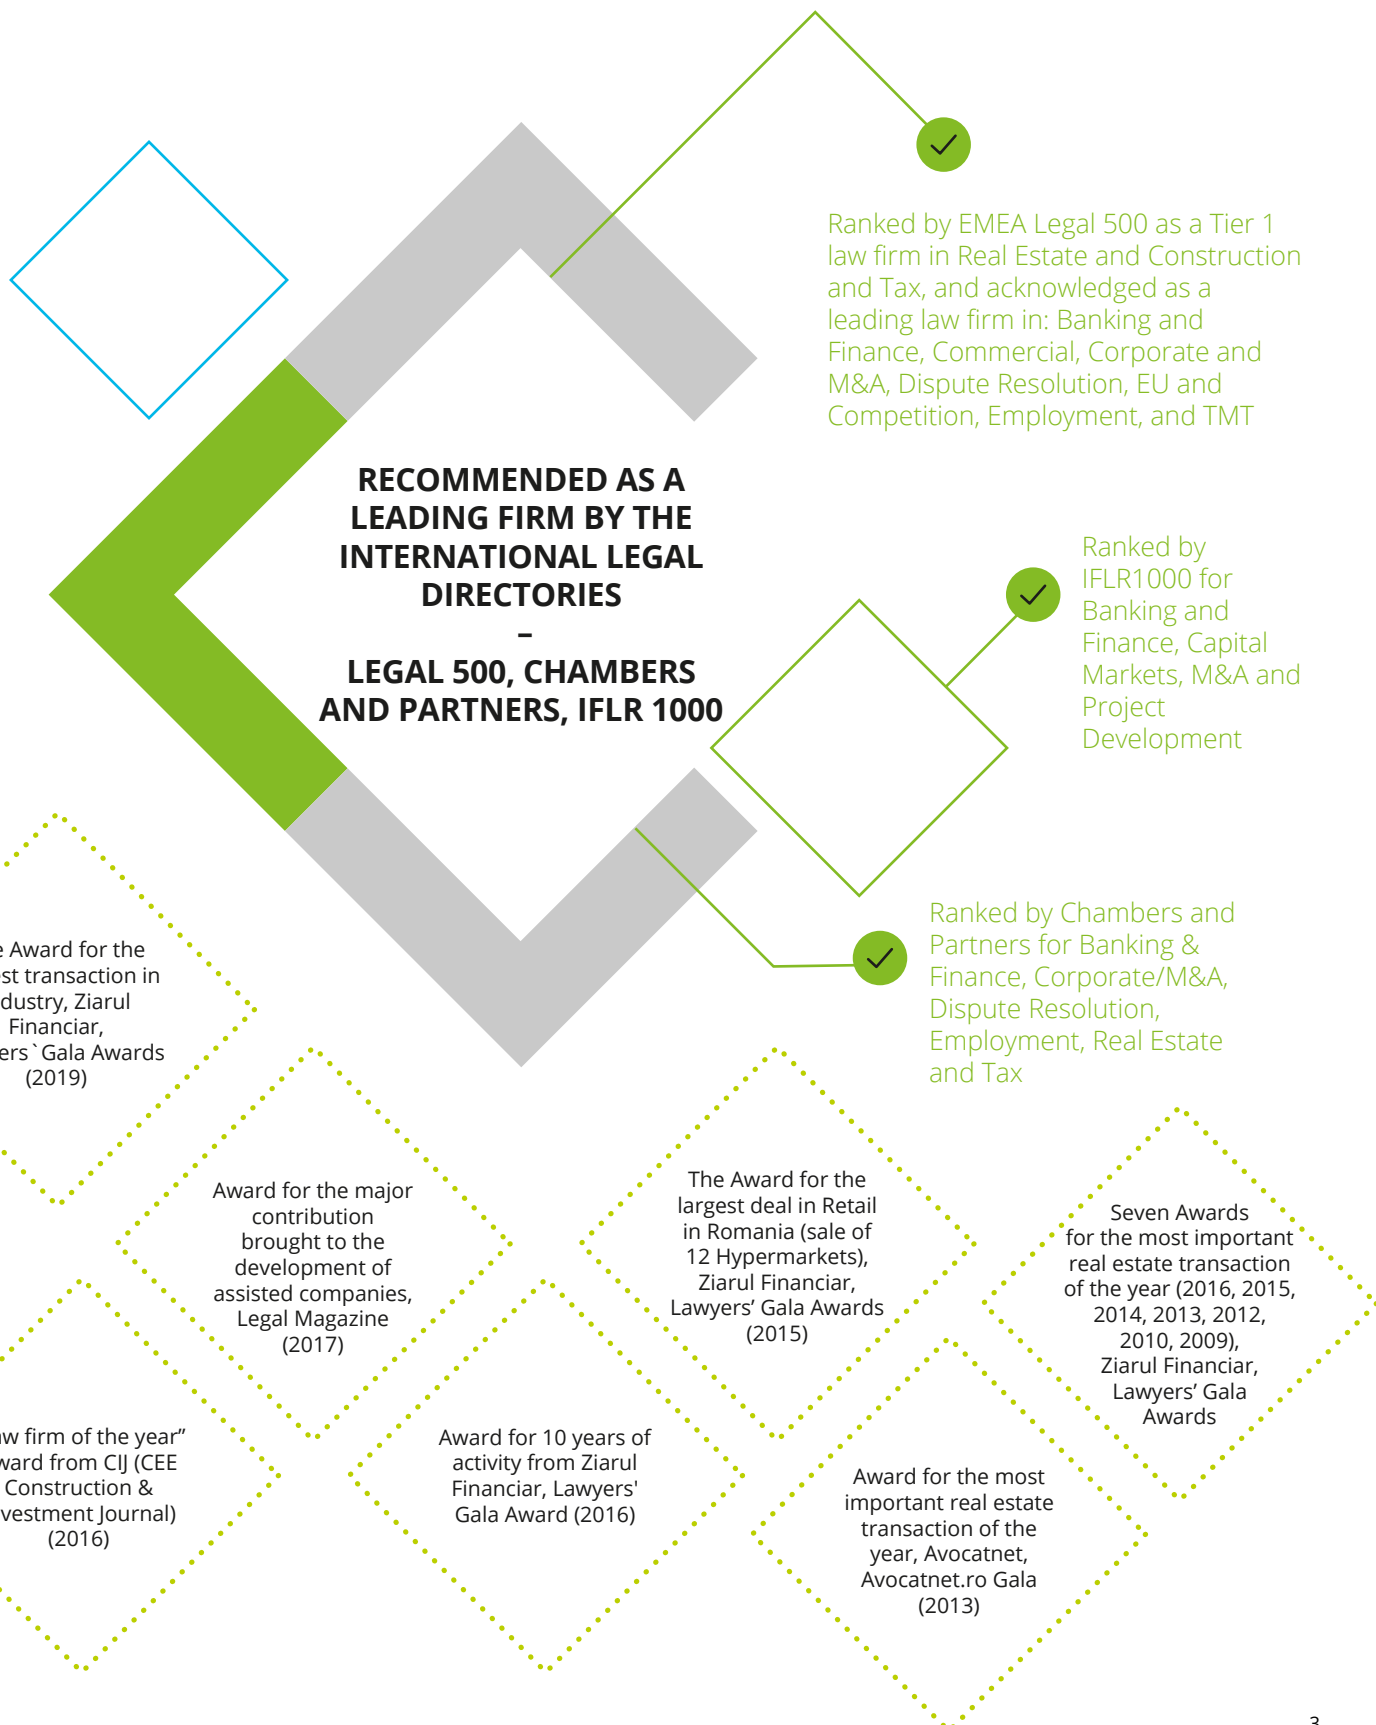 Ranked by EMEA Legal 500 as a Tier 1
law firm in Real Estate and Construction
and Tax, and acknowledged as a
leading law firm in: Banking and
Finance, Commercial, Corporate and
M&A, Dispute Resolution, EU and
Competition, Employment, and TMT
RECOMMENDED AS A
LEADING FIRM BY THE
INTERNATIONAL LEGAL
DIRECTORIES
–
LEGAL 500, CHAMBERS
AND PARTNERS, IFLR 1000
Ranked by
IFLR1000 for
Banking and
Finance, Capital
Markets, M&A and
Project
Development
Ranked by Chambers and
Partners for Banking &
Finance, Corporate/M&A,
Dispute Resolution,
Employment, Real Estate
and Tax
Award for the
transaction in
Ziarul
Financiar,
Gala Awards
(2019)
Award for the major
contribution
brought to the
development of
assisted companies,
Legal Magazine
(2017)
The Award for the
largest deal in Retail
in Romania (sale of
12 Hypermarkets),
Ziarul Financiar,
Lawyers’ Gala Awards
(2015)
Seven Awards
for the most important
real estate transaction
of the year (2016, 2015,
2014, 2013, 2012,
2010, 2009),
Ziarul Financiar,
Lawyers’ Gala
Awards
firm of the year”
from CIJ (CEE
Construction &
Journal)
(2016)
Award for 10 years of
activity from Ziarul
Financiar, Lawyers'
Gala Award (2016)
Award for the most
important real estate
transaction of the
year, Avocatnet,
Avocatnet.ro Gala
(2013)
3